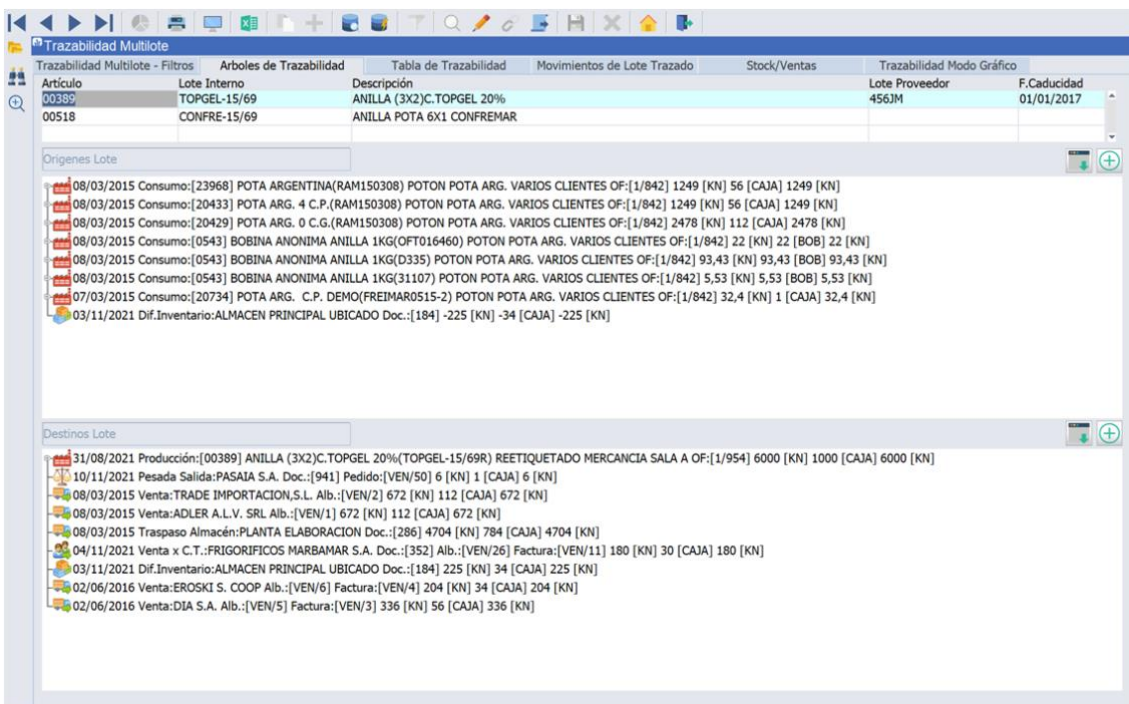 Trazabilidad Multilote
Trazabilidad Multilote - Filtros Arboles de Trazabilidad Tabla de Trazabilidad Movimientos de Lote Trazado Stock/Ventas Trazabilidad Modo Gráfico
Artículo Lote Interno Descripción Lote Proveedor F.Caducidad
00389 TOPGEL-15/69 ANILLA (3X2)C.TOPGEL 20% 456JM 01/01/2017
00518 CONFRE-15/69 ANILLA POTA 6X1 CONFREMAR
Origenes Lote
08/03/2015 Consumo:[23968] POTA ARGENTINA(RAM150308) POTON POTA ARG. VARIOS CLIENTES OF:[1/842] 1249 [KN] 56 [CAJA] 1249 [KN]
08/03/2015 Consumo:[20433] POTA ARG. 4 C.P.(RAM150308) POTON POTA ARG. VARIOS CLIENTES OF:[1/842] 1249 [KN] 56 [CAJA] 1249 [KN]
08/03/2015 Consumo:[20429] POTA ARG. 0 C.G.(RAM150308) POTON POTA ARG. VARIOS CLIENTES OF:[1/842] 2478 [KN] 112 [CAJA] 2478 [KN]
08/03/2015 Consumo:[0543] BOBINA ANONIMA ANILLA 1KG(OFT016460) POTON POTA ARG. VARIOS CLIENTES OF:[1/842] 22 [KN] 22 [BOB] 22 [KN]
08/03/2015 Consumo:[0543] BOBINA ANONIMA ANILLA 1KG(D335) POTON POTA ARG. VARIOS CLIENTES OF:[1/842] 93,43 [KN] 93,43 [BOB] 93,43 [KN]
08/03/2015 Consumo:[0543] BOBINA ANONIMA ANILLA 1KG(31107) POTON POTA ARG. VARIOS CLIENTES OF:[1/842] 5,53 [KN] 5,53 [BOB] 5,53 [KN]
07/03/2015 Consumo:[20734] POTA ARG. C.P. DEMO(FREIMAR0515-2) POTON POTA ARG. VARIOS CLIENTES OF:[1/842] 32,4 [KN] 1 [CAJA] 32,4 [KN]
03/11/2021 Dif.Inventario:ALMACEN PRINCIPAL UBICADO Doc.:[184] -225 [KN] -34 [CAJA] -225 [KN]
Destinos Lote
31/08/2021 Producción:[00389] ANILLA (3X2)C.TOPGEL 20%(TOPGEL-15/69R) REETIQUETADO MERCANCIA SALA A OF:[1/954] 6000 [KN] 1000 [CAJA] 6000 [KN]
10/11/2021 Pesada Salida:PASAIA S.A. Doc.:[941] Pedido:[VEN/50] 6 [KN] 1 [CAJA] 6 [KN]
08/03/2015 Venta:TRADE IMPORTACION,S.L. Alb.:[VEN/2] 672 [KN] 112 [CAJA] 672 [KN]
08/03/2015 Venta:ADLER A.L.V. SRL Alb.:[VEN/1] 672 [KN] 112 [CAJA] 672 [KN]
08/03/2015 Traspaso Almacén:PLANTA ELABORACION Doc.:[286] 4704 [KN] 784 [CAJA] 4704 [KN]
04/11/2021 Venta x C.T.:FRIGORIFICOS MARBAMAR S.A. Doc.:[352] Alb.:[VEN/26] Factura:[VEN/11] 180 [KN] 30 [CAJA] 180 [KN]
03/11/2021 Dif.Inventario:ALMACEN PRINCIPAL UBICADO Doc.:[184] 225 [KN] 34 [CAJA] 225 [KN]
02/06/2016 Venta:EROSKI S. COOP Alb.:[VEN/6] Factura:[VEN/4] 204 [KN] 34 [CAJA] 204 [KN]
02/06/2016 Venta:DIA S.A. Alb.:[VEN/5] Factura:[VEN/3] 336 [KN] 56 [CAJA] 336 [KN]